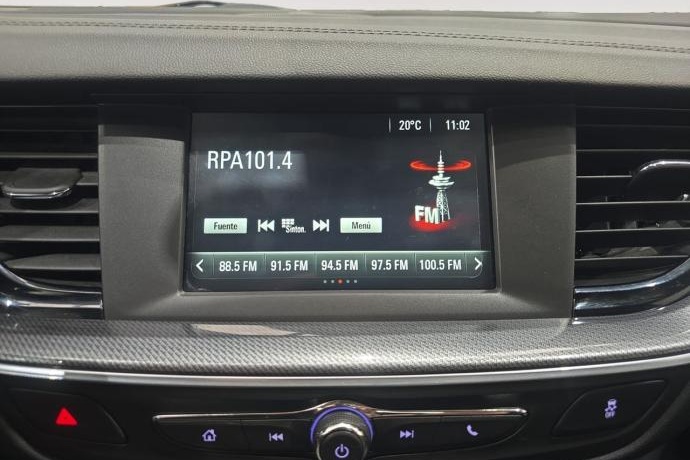 20°C 11:02
RPA101.4
FM
Fuente Sinton. Menú
88.5 FM 91.5 FM 94.5 FM 97.5 FM 100.5 FM
OFF